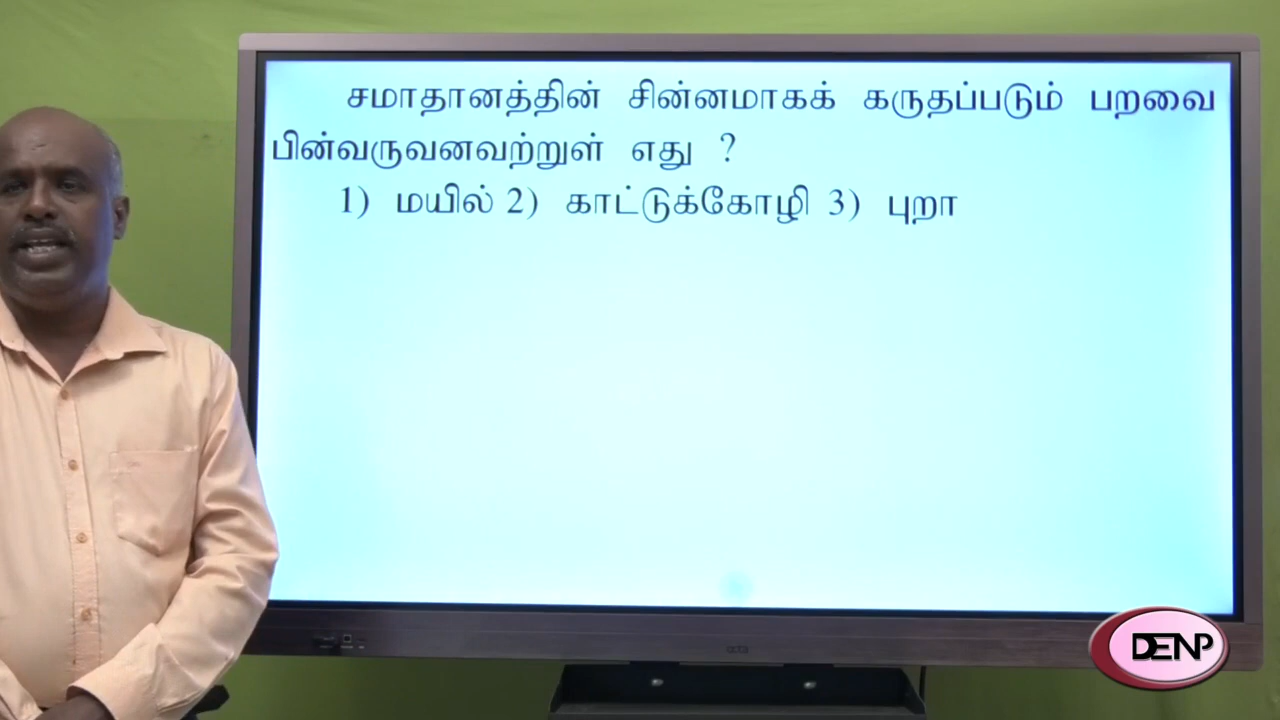 சமாதானத்தின் சின்னமாகக் கருதப்படும் பறவை
பின்வருவனவற்றுள் எது ?
1) மயில் 2) காட்டுக்கோழி 3) புறா
DENP